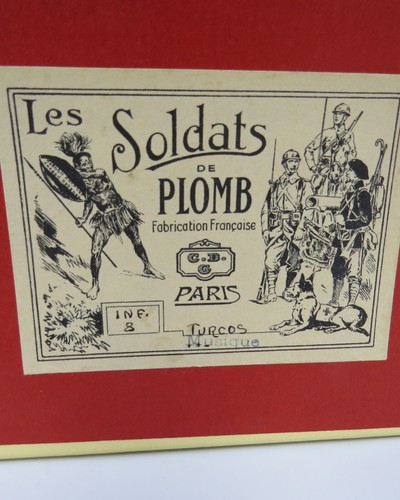 Les Soldats
DE
PLOMB
Fabrication Française
C.B.
G
PARIS
INF.
8
TURCOS
Musique